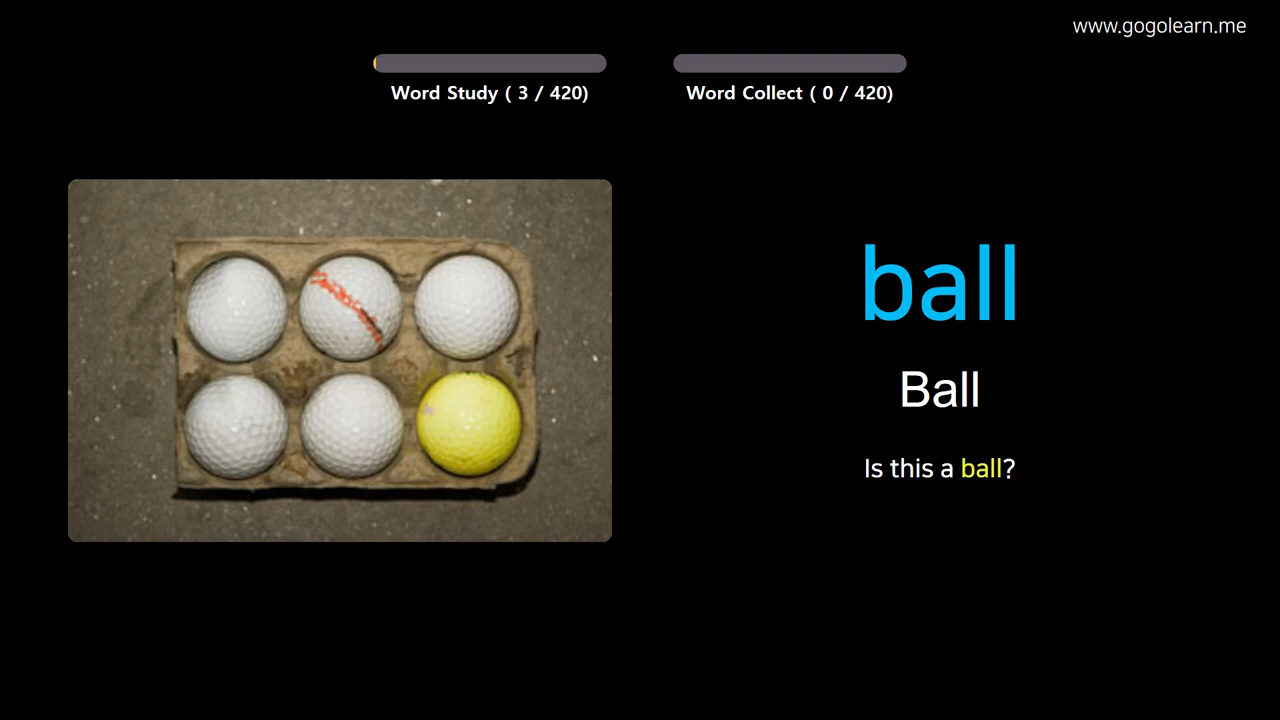 www.gogolearn.me
Word Study ( 3 / 420)
Word Collect ( 0 / 420)
ball
Ball
Is this a ball?